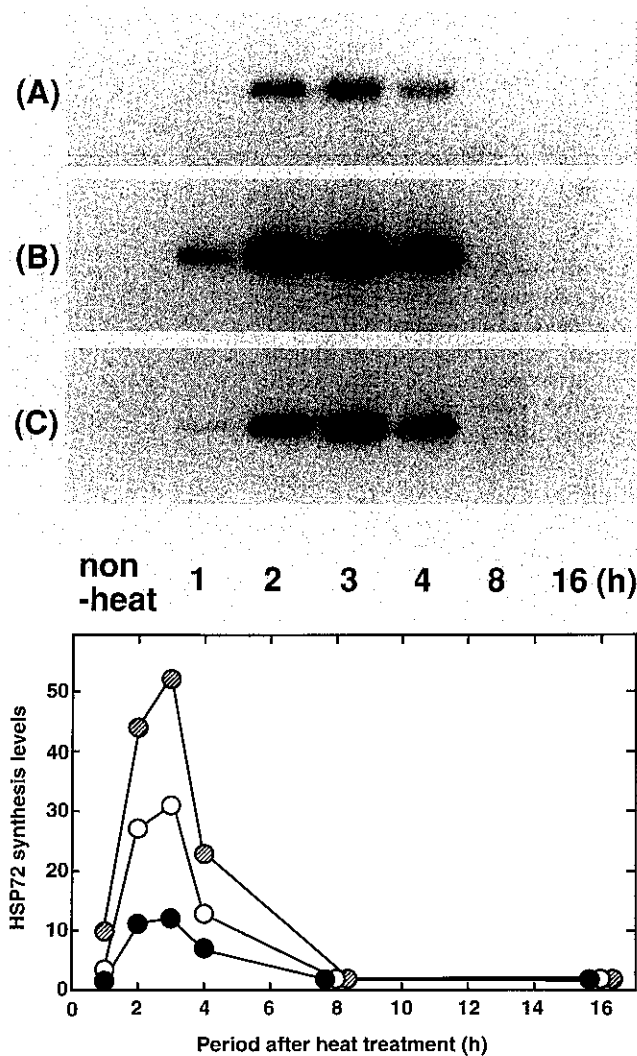 (A)
(B)
(C)
non
-heat 1 2 3 4 8 16 (h)
HSP72 synthesis levels
50
40
30
20
10
0
0 2 4 6 8 10 12 14 16
Period after heat treatment (h)